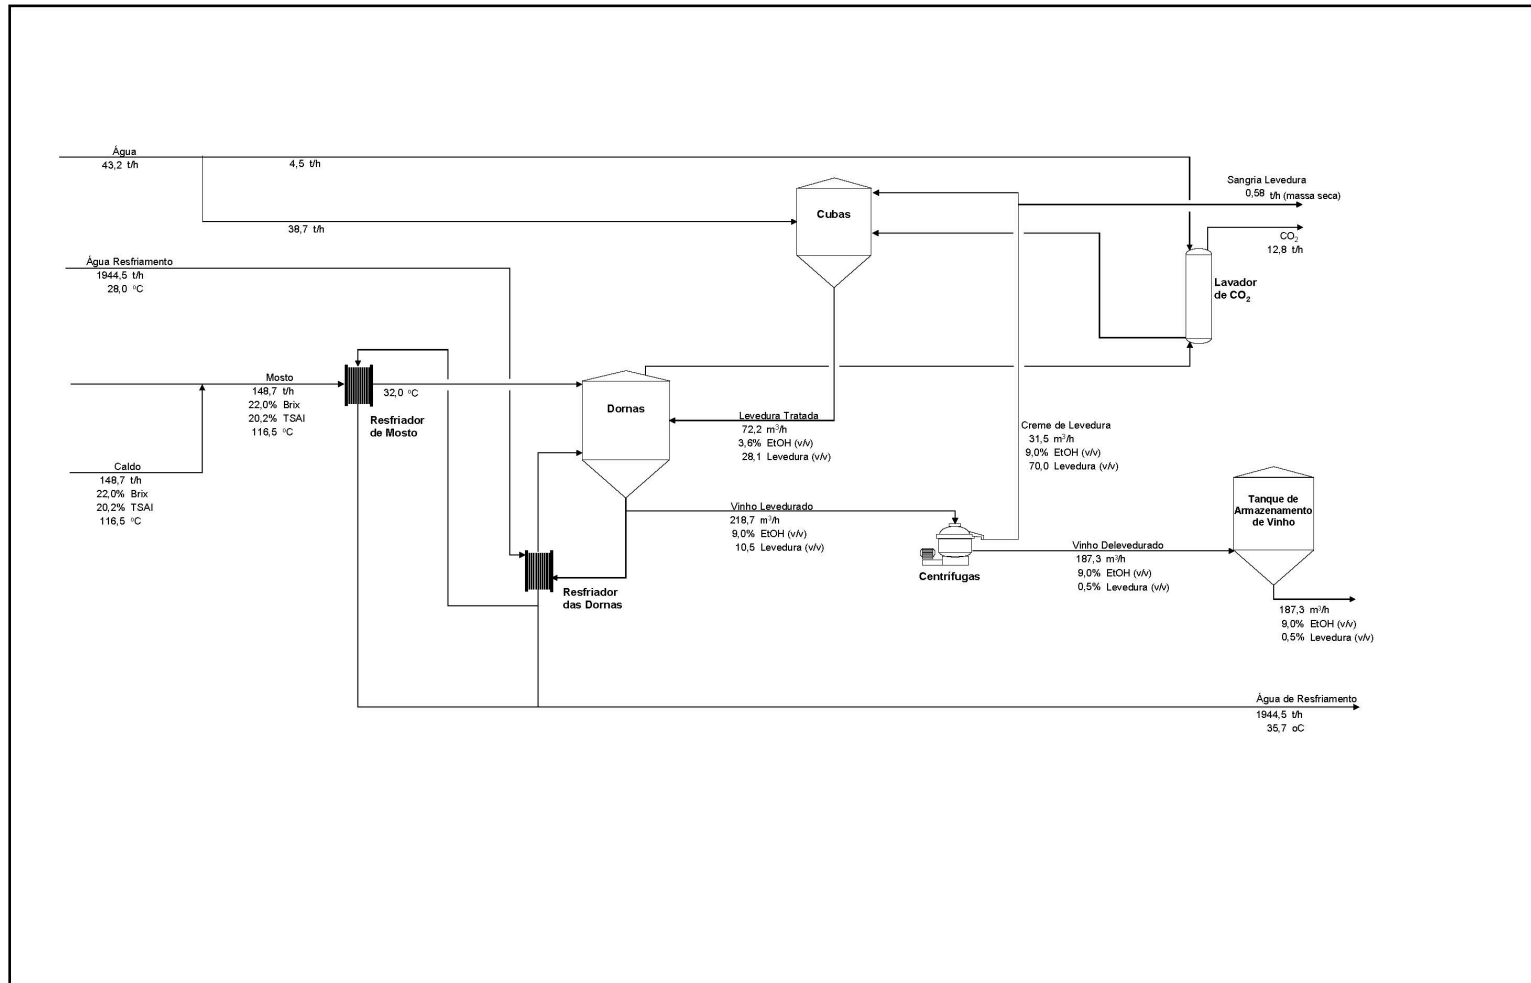 Água
43,2 t/h
4,5 t/h
38,7 t/h
Cubas
Sangria Levedura
0,58 t/h (massa seca)
CO₂
12,8 t/h
Lavador
de CO₂
Água Resfriamento
1944,5 t/h
28,0 ºC
Mosto
148,7 t/h
22,0% Brix
20,2% TSAI
116,5 ºC
Resfriador
de Mosto
32,0 ºC
Dornas
Levedura Tratada
72,2 m³/h
3,6% EtOH (v/v)
28,1 Levedura (v/v)
Creme de Levedura
31,5 m³/h
9,0% EtOH (v/v)
70,0 Levedura (v/v)
Caldo
148,7 t/h
22,0% Brix
20,2% TSAI
116,5 ºC
Vinho Levedurado
218,7 m³/h
9,0% EtOH (v/v)
10,5 Levedura (v/v)
Centrífugas
Vinho Delevedurado
187,3 m³/h
9,0% EtOH (v/v)
0,5% Levedura (v/v)
Tanque de
Armazenamento
de Vinho
Resfriador
das Dornas
187,3 m³/h
9,0% EtOH (v/v)
0,5% Levedura (v/v)
Água de Resfriamento
1944,5 t/h
35,7 oC